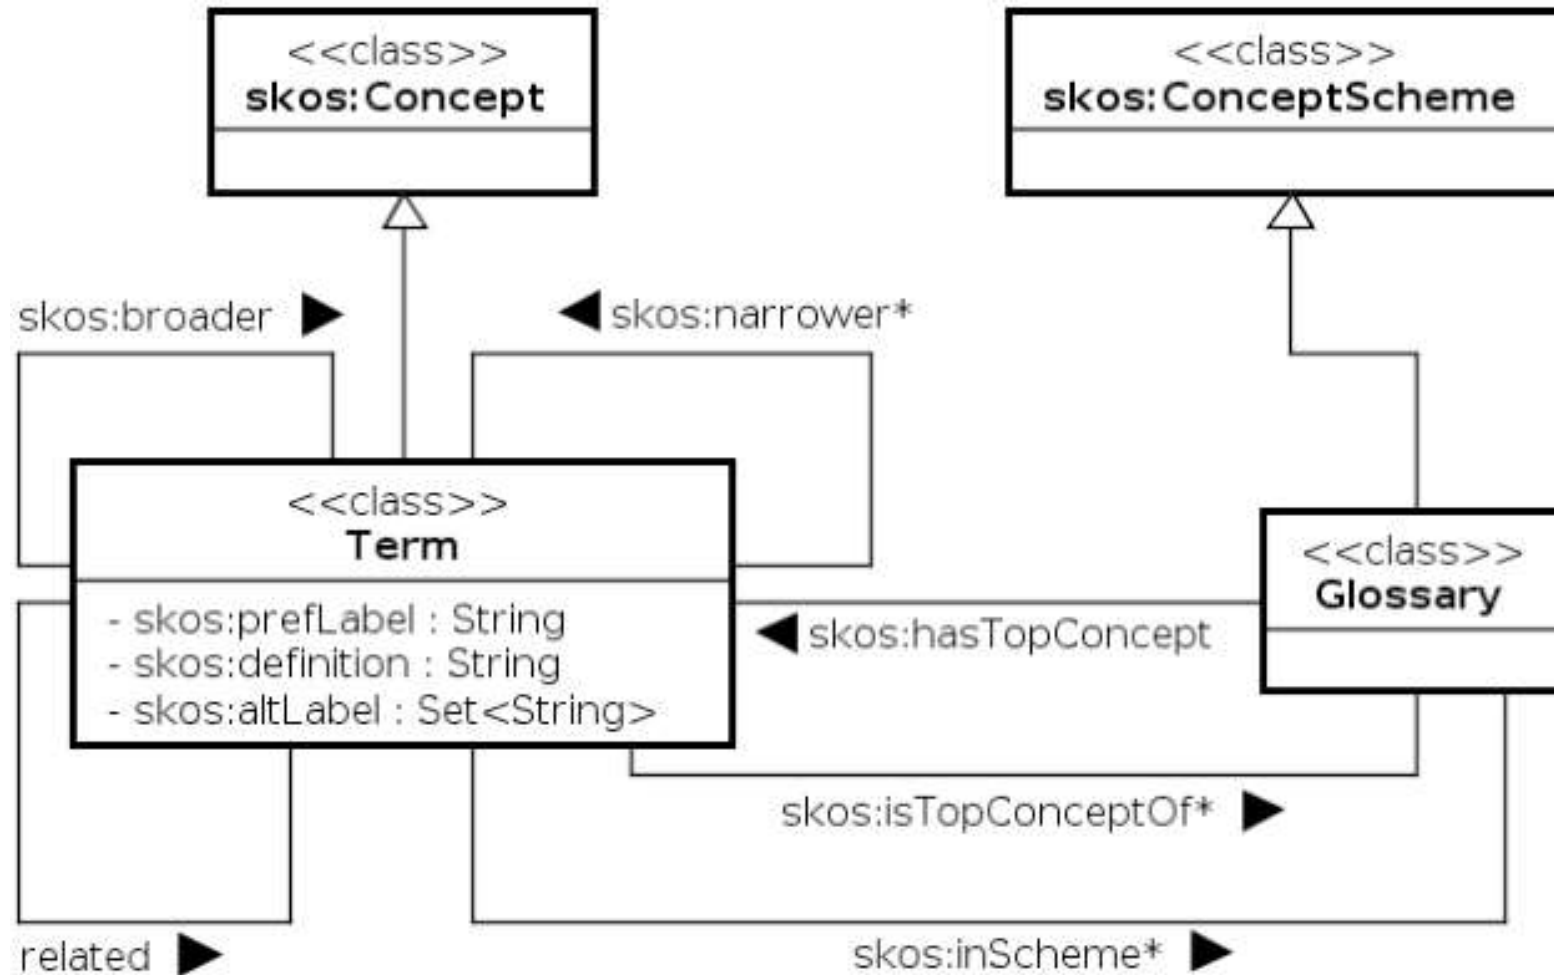 <<class>>
skos:Concept
<<class>>
skos:ConceptScheme
skos:broader
skos:narrower*
<<class>>
Term
- skos:prefLabel : String
- skos:definition : String
- skos:altLabel : Set<String>
<<class>>
Glossary
skos:hasTopConcept
skos:isTopConceptOf*
related
skos:inScheme*